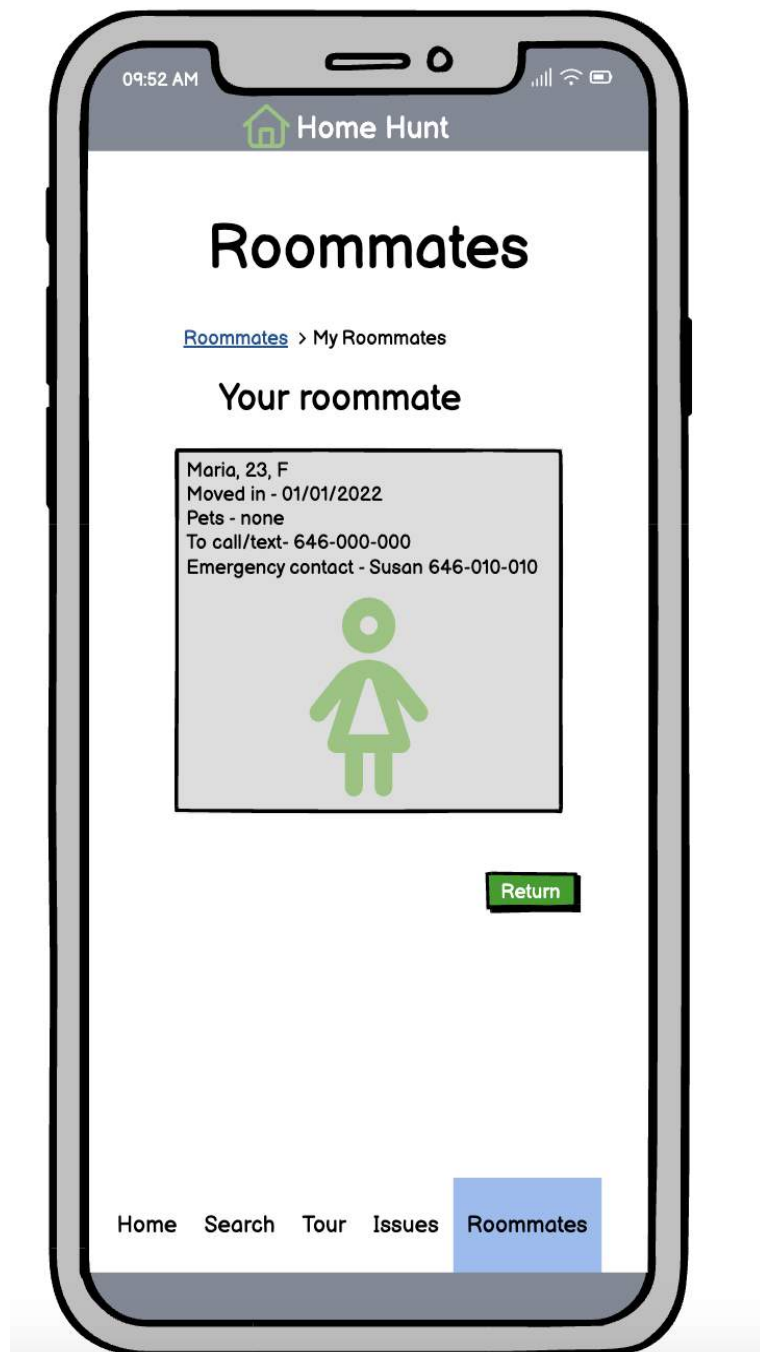 09:52 AM
Home Hunt
Roommates
Roommates > My Roommates
Your roommate
Maria, 23, F
Moved in - 01/01/2022
Pets - none
To call/text- 646-000-000
Emergency contact - Susan 646-010-010
Return
Home Search Tour Issues Roommates